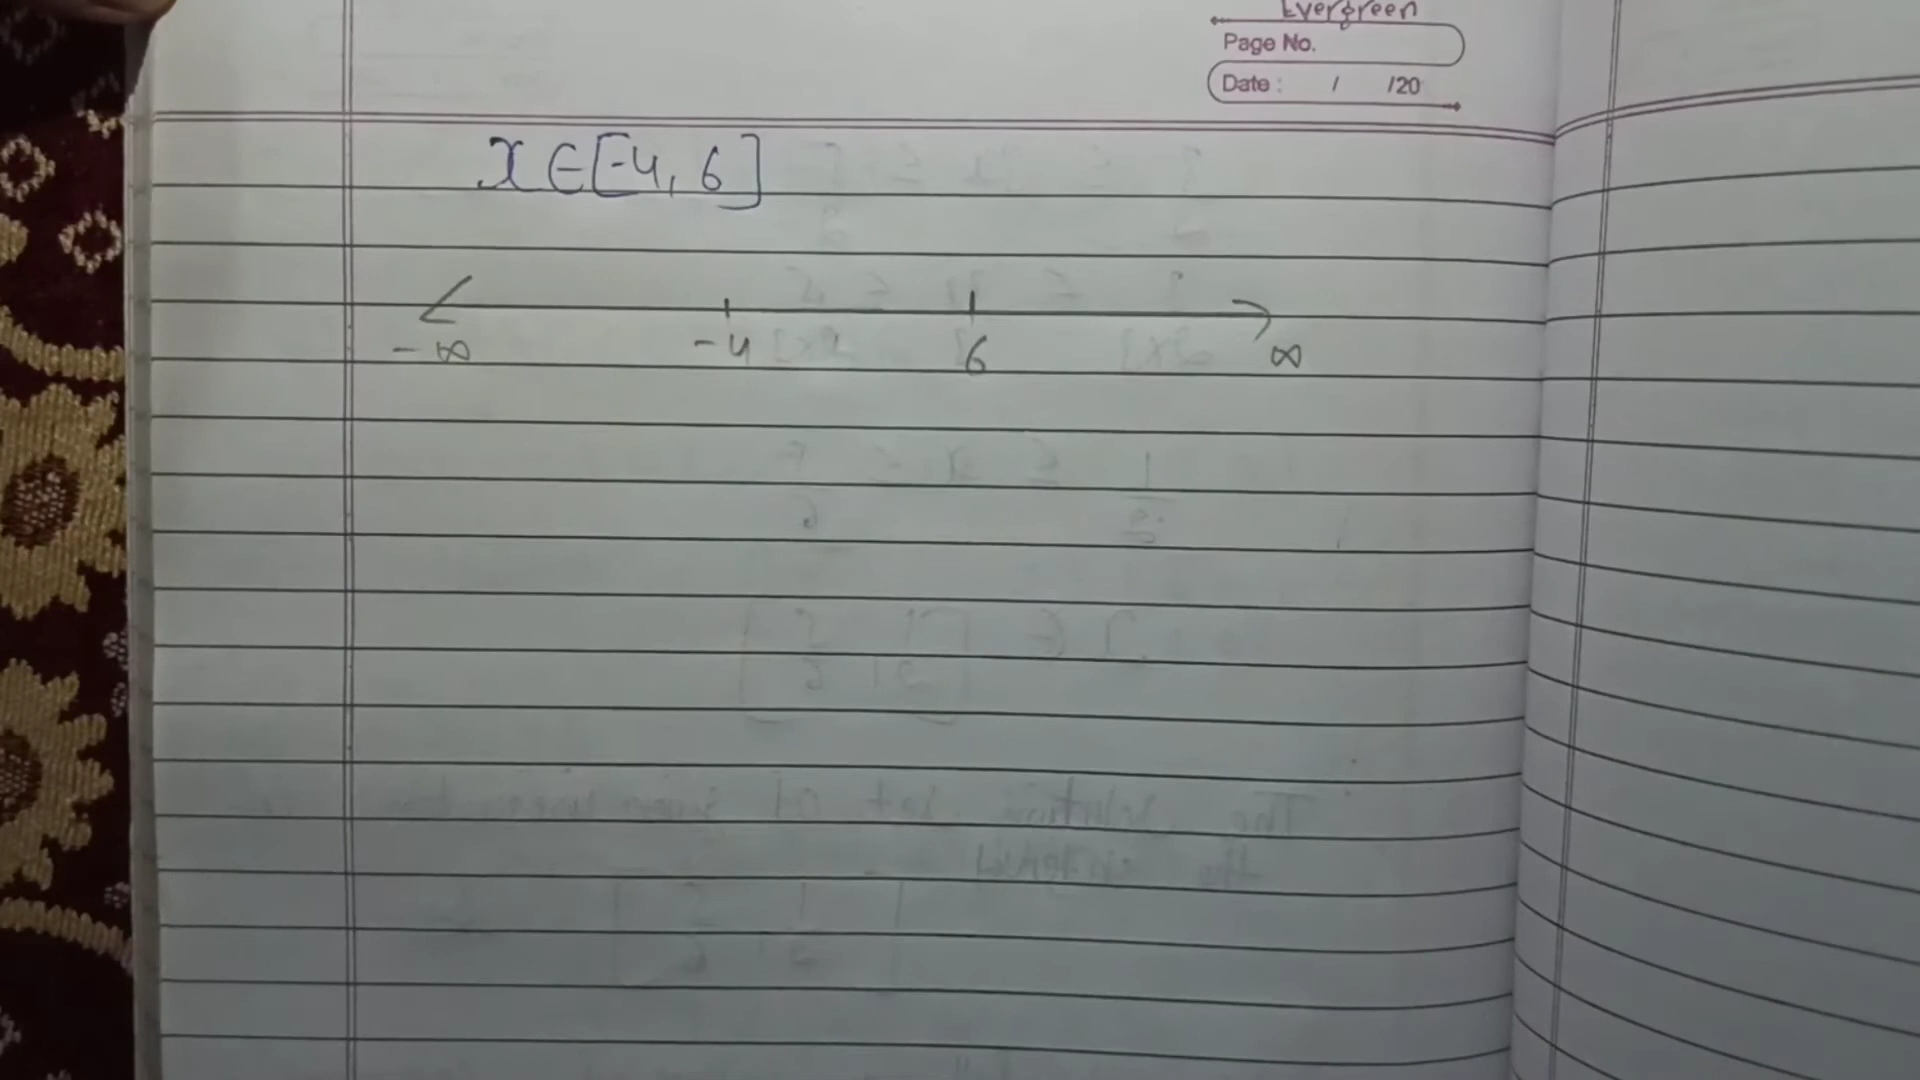 Evergreen
Page No.
Date : / /20
x ∈ [-4, 6]
-∞ -4 6 ∞